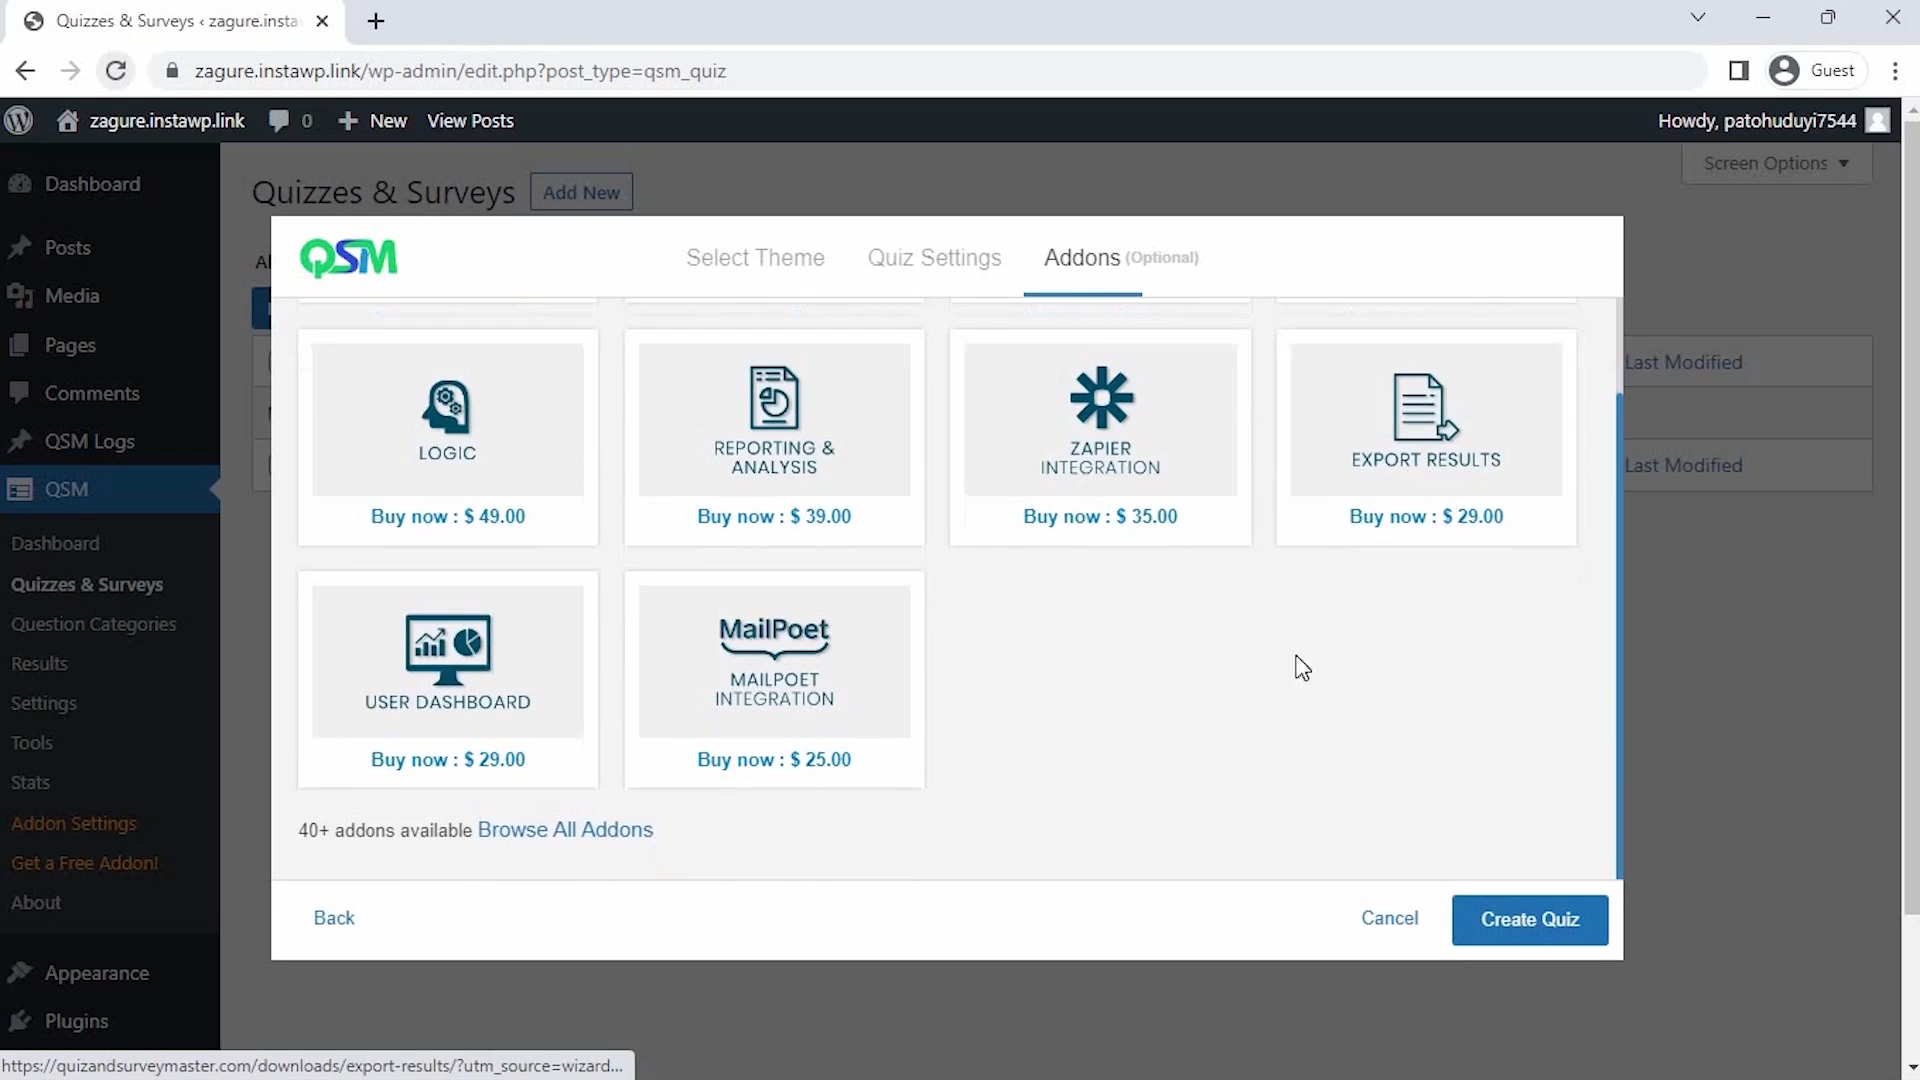 Quizzes & Surveys ‹ zagure.insta
zagure.instawp.link/wp-admin/edit.php?post_type=qsm_quiz
Guest
zagure.instawp.link
0
New
View Posts
Howdy, patohuduyi7544
Screen Options
Quizzes & Surveys
Add New
Dashboard
Posts
Media
Pages
Comments
QSM Logs
QSM
Dashboard
Quizzes & Surveys
Question Categories
Results
Settings
Tools
Stats
Addon Settings
Get a Free Addon!
About
Appearance
Plugins
Al
QSM
Select Theme
Quiz Settings
Addons (Optional)
LOGIC
Buy now : $ 49.00
REPORTING &
ANALYSIS
Buy now : $ 39.00
ZAPIER
INTEGRATION
Buy now : $ 35.00
EXPORT RESULTS
Buy now : $ 29.00
USER DASHBOARD
Buy now : $ 29.00
MailPoet
MAILPOET
INTEGRATION
Buy now : $ 25.00
40+ addons available Browse All Addons
Back
Cancel
Create Quiz
Last Modified
Last Modified
https://quizandsurveymaster.com/downloads/export-results/?utm_source=wizard...